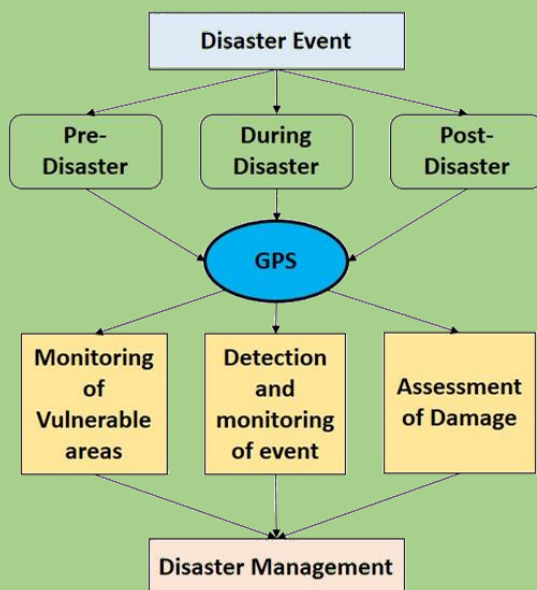 Disaster Event
Pre-
Disaster
During
Disaster
Post-
Disaster
GPS
Monitoring
of
Vulnerable
areas
Detection
and
monitoring
of event
Assessment
of Damage
Disaster Management